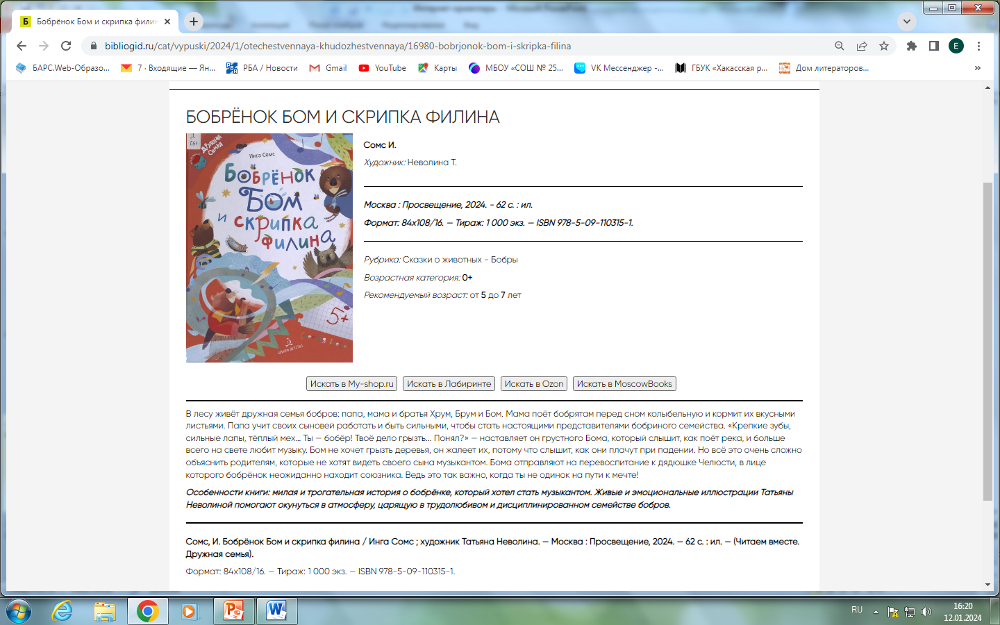 Бобрёнок Бом и скрипка филин
bibliogid.ru/cat/vypuski/2024/1/otechestvennaya-khudozhestvennaya/16980-bobrjonok-bom-i-skripka-filina
E
БАРС.Web-Образо...
7 · Входящие — Ян...
РБА / Новости
Gmail
YouTube
Карты
МБОУ «СОШ № 25...
VK Мессенджер -...
ГБУК «Хакасская р...
Дом литераторов...
БОБРЁНОК БОМ И СКРИПКА ФИЛИНА
ДРУЖНАЯ
СЕМЬЯ
Инга Сомс
БОБРЁНОК
БОМ
и скрипка
филина
5+
Сомс И.
Художник: Неволина Т.
Москва : Просвещение, 2024. - 62 с. : ил.
Формат: 84x108/16. — Тираж: 1 000 экз. — ISBN 978-5-09-110315-1.
Рубрика: Сказки о животных - Бобры
Возрастная категория: 0+
Рекомендуемый возраст: от 5 до 7 лет
Искать в My-shop.ru
Искать в Лабиринте
Искать в Ozon
Искать в MoscowBooks
В лесу живёт дружная семья бобров: папа, мама и братья Хрум, Брум и Бом. Мама поёт бобрятам перед сном колыбельную и кормит их вкусными
листьями. Папа учит своих сыновей работать и быть сильными, чтобы стать настоящими представителями бобриного семейства. «Крепкие зубы,
сильные лапы, тёплый мех... Ты — бобёр! Твоё дело грызть... Понял?» — наставляет он грустного Бома, который слышит, как поёт река, и больше
всего на свете любит музыку. Бом не хочет грызть деревья, он жалеет их, потому что слышит, как они плачут при падении. Но всё это очень сложно
объяснить родителям, которые не хотят видеть своего сына музыкантом. Бома отправляют на перевоспитание к дядюшке Челюсти, в лице
которого бобрёнок неожиданно находит союзника. Ведь это так важно, когда ты не одинок на пути к мечте!
Особенности книги: милая и трогательная история о бобрёнке, который хотел стать музыкантом. Живые и эмоциональные иллюстрации Татьяны
Неволиной помогают окунуться в атмосферу, царящую в трудолюбивом и дисциплинированном семействе бобров.
Сомс, И. Бобрёнок Бом и скрипка филина / Инга Сомс ; художник Татьяна Неволина. — Москва : Просвещение, 2024. — 62 с. : ил. — (Читаем вместе.
Дружная семья).
Формат: 84x108/16. — Тираж: 1 000 экз. — ISBN 978-5-09-110315-1.
RU
16:20
12.01.2024